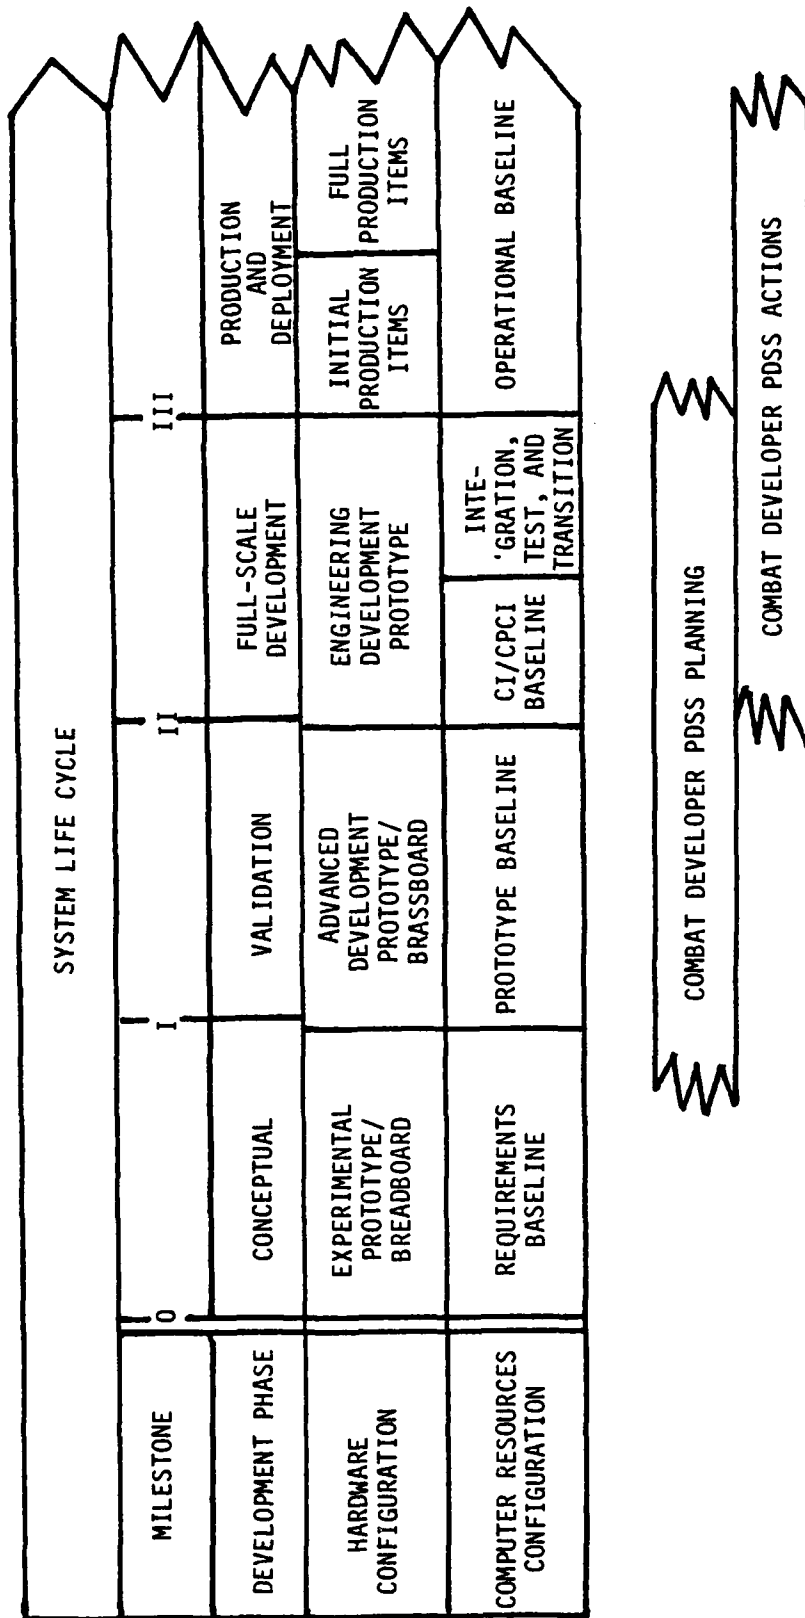 SYSTEM LIFE CYCLE
MILESTONE
O
I
II
III
DEVELOPMENT PHASE
CONCEPTUAL
VALIDATION
FULL-SCALE
DEVELOPMENT
PRODUCTION
AND
DEPLOYMENT
HARDWARE
CONFIGURATION
EXPERIMENTAL
PROTOTYPE/
BREADBOARD
ADVANCED
DEVELOPMENT
PROTOTYPE/
BRASSBOARD
ENGINEERING
DEVELOPMENT
PROTOTYPE
INITIAL
PRODUCTION
ITEMS
FULL
PRODUCTION
ITEMS
COMPUTER RESOURCES
CONFIGURATION
REQUIREMENTS
BASELINE
PROTOTYPE BASELINE
CI/CPCI
BASELINE
INTE-
'GRATION,
TEST, AND
TRANSITION
OPERATIONAL BASELINE
COMBAT DEVELOPER PDSS PLANNING
COMBAT DEVELOPER PDSS ACTIONS